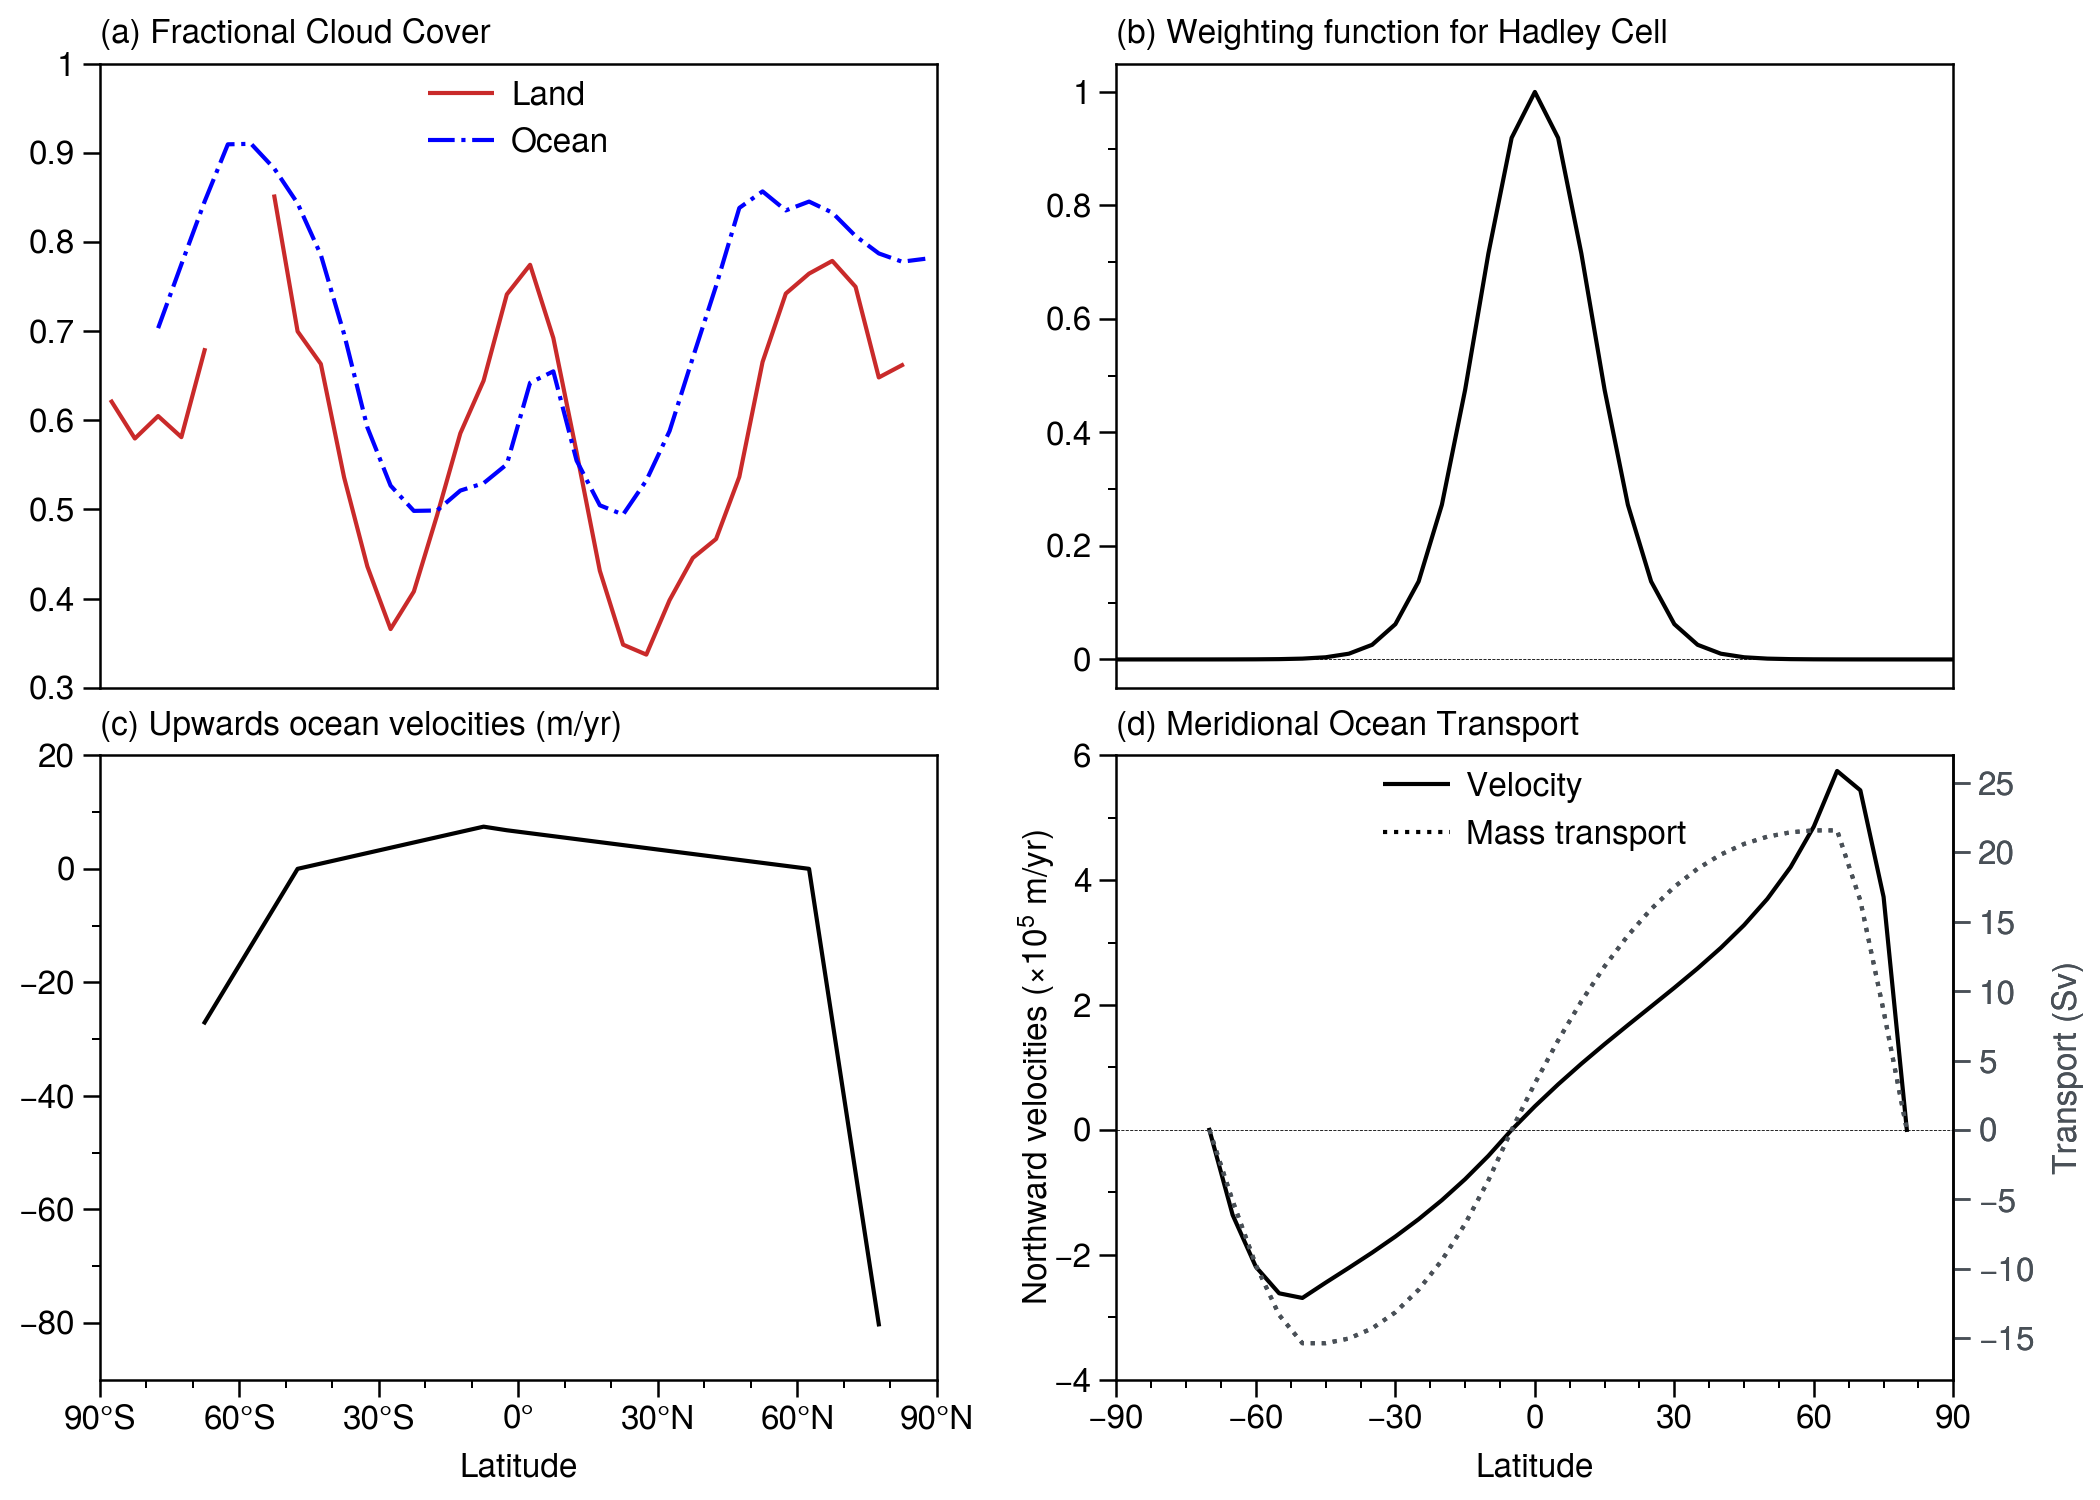 (a) Fractional Cloud Cover
1
0.9
0.8
0.7
0.6
0.5
0.4
0.3
Land
Ocean
(b) Weighting function for Hadley Cell
1
0.8
0.6
0.4
0.2
0
(c) Upwards ocean velocities (m/yr)
20
0
−20
−40
−60
−80
90°S 60°S 30°S 0° 30°N 60°N 90°N
Latitude
(d) Meridional Ocean Transport
Northward velocities (×10⁵ m/yr)
6
4
2
0
−2
−4
Velocity
Mass transport
25
20
15
10
5
0
−5
−10
−15
Transport (Sv)
−90 −60 −30 0 30 60 90
Latitude